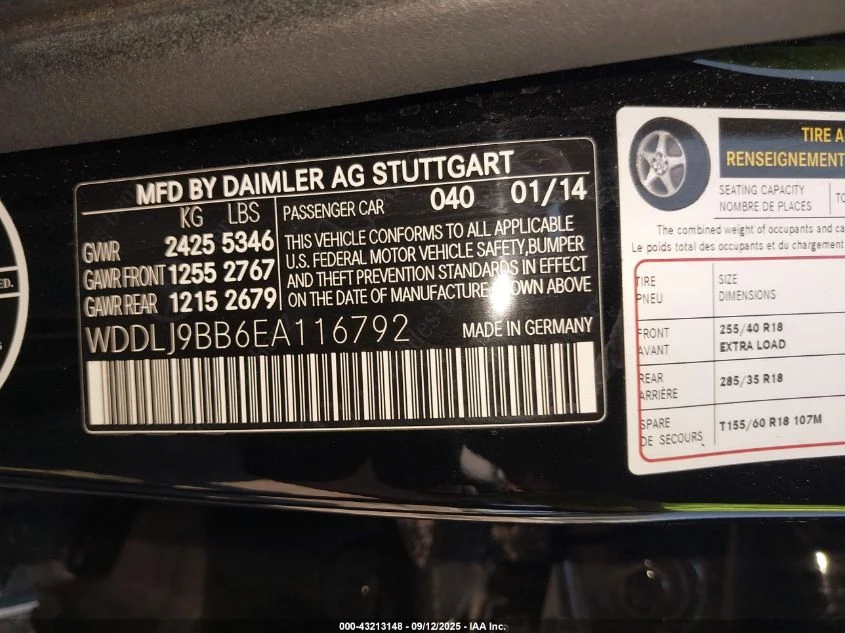 MFD BY DAIMLER AG STUTTGART
KG LBS
GVWR 2425 5346
GAWR FRONT 1255 2767
GAWR REAR 1215 2679
PASSENGER CAR 040 01/14
THIS VEHICLE CONFORMS TO ALL APPLICABLE
U.S. FEDERAL MOTOR VEHICLE SAFETY, BUMPER
AND THEFT PREVENTION STANDARDS IN EFFECT
ON THE DATE OF MANUFACTURE SHOWN ABOVE
WDDLJ9BB6EA116792 MADE IN GERMANY
ED.
S
TIRE A
RENSEIGNEMENT
SEATING CAPACITY
NOMBRE DE PLACES
TO
The combined weight of occupants and ca
Le poids total des occupants et du chargement
TIRE SIZE
PNEU DIMENSIONS
FRONT 255/40 R18
AVANT EXTRA LOAD
REAR 285/35 R18
ARRIÈRE
SPARE T155/60 R18 107M
DE SECOURS
000-43213148 - 09/12/2025 - IAA Inc.